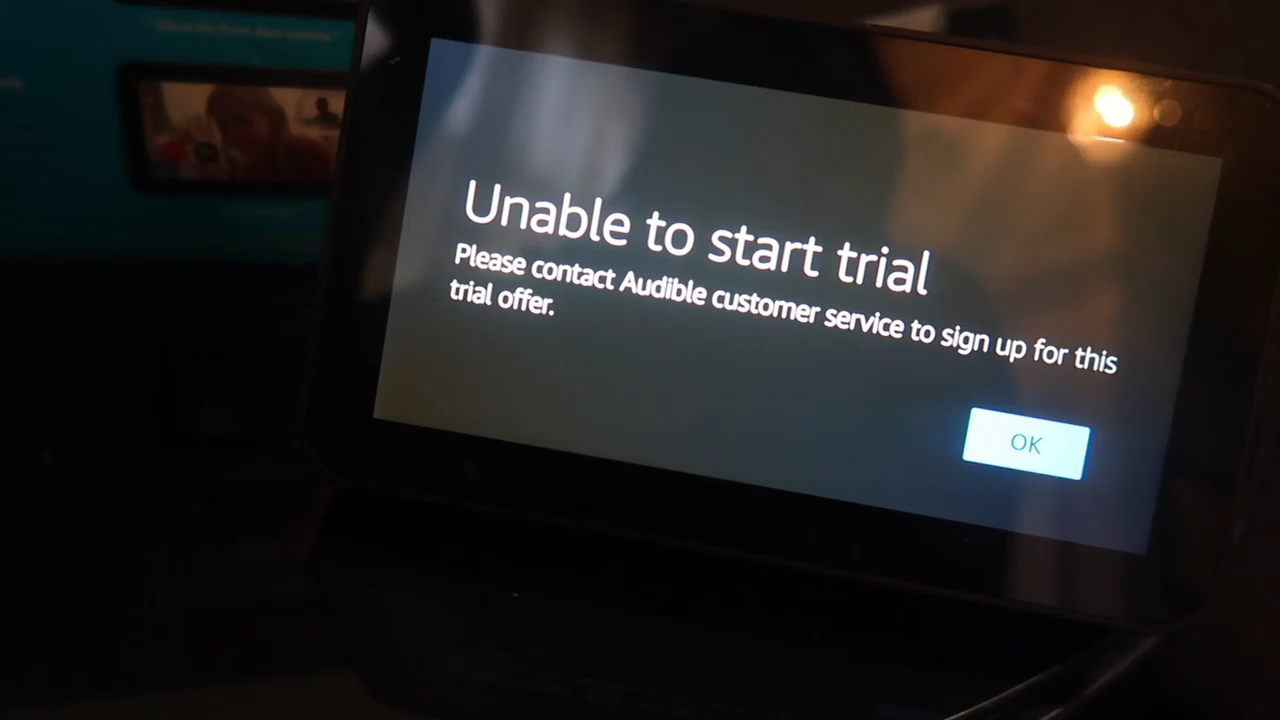 Unable to start trial
Please contact Audible customer service to sign up for this
trial offer.
OK